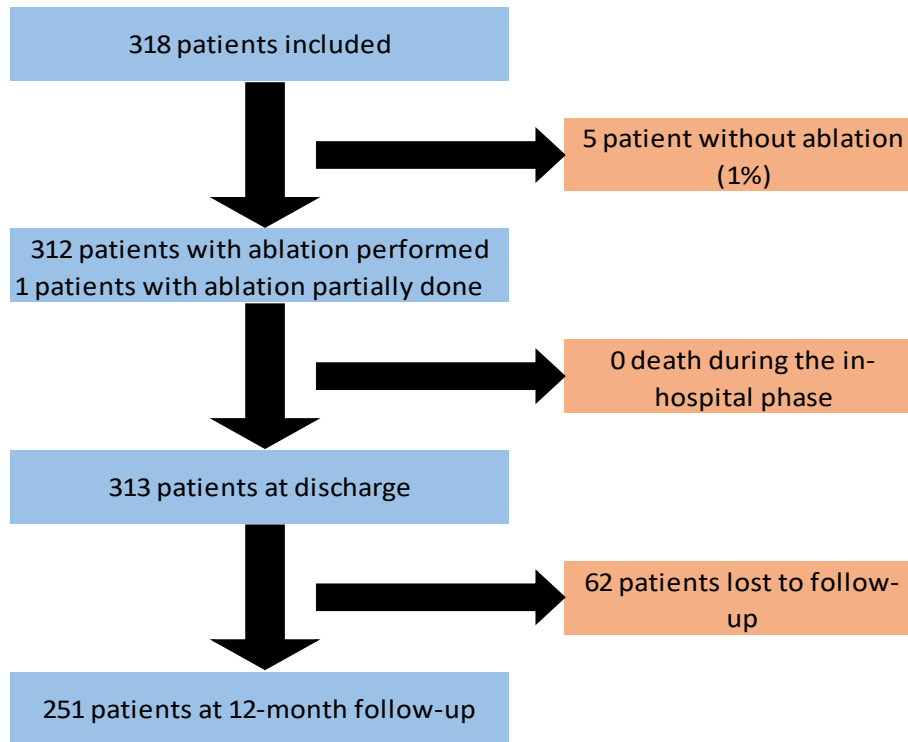 318 patients included
5 patient without ablation
(1%)
312 patients with ablation performed
1 patients with ablation partially done
0 death during the in-
hospital phase
313 patients at discharge
62 patients lost to follow-
up
251 patients at 12-month follow-up